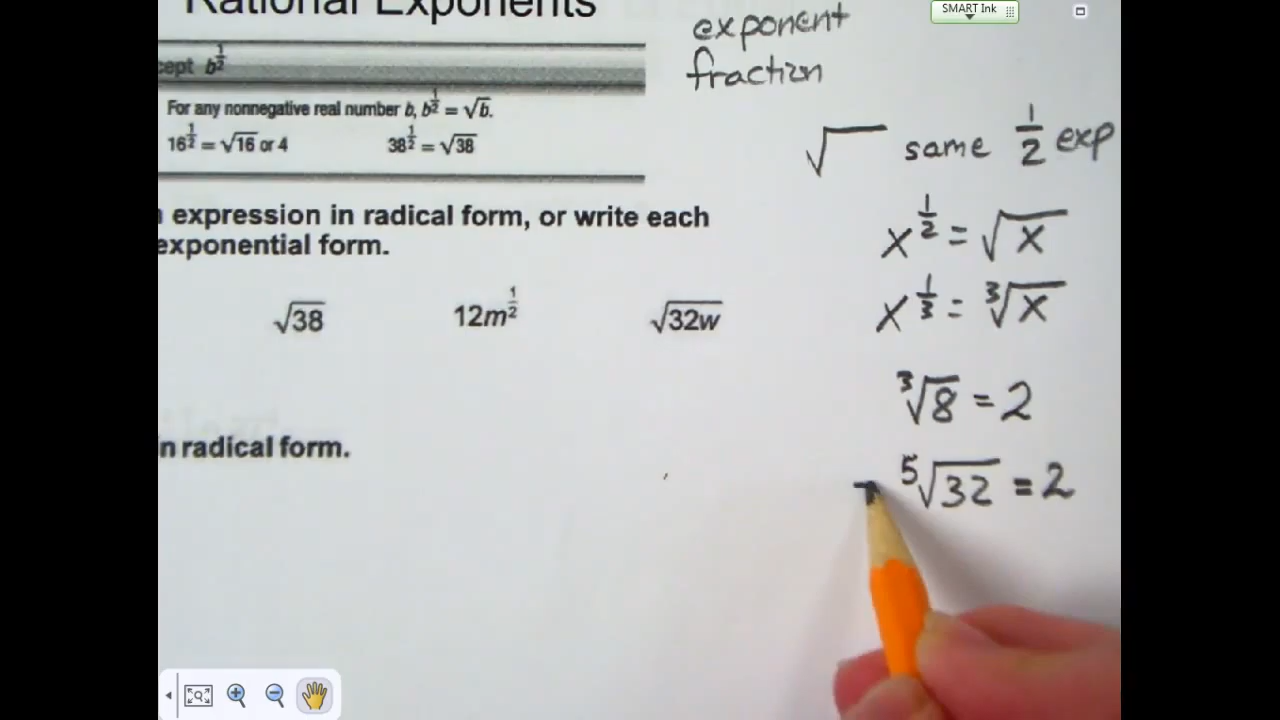 Rational Exponents
cept b^{1/2}
For any nonnegative real number b, b^{1/2} = √b.
16^{1/2} = √16 or 4 38^{1/2} = √38
expression in radical form, or write each
exponential form.
√38 12m^{1/2} √32w
n radical form.
exponent
fraction
√ same 1/2 exp
x^{1/2} = √x
x^{1/3} = ∛x
∛8 = 2
⁵√32 = 2
SMART Ink